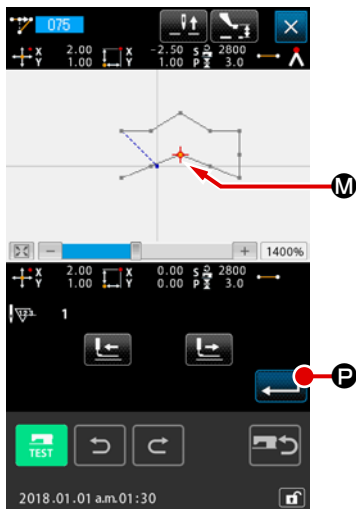 075
X 2.00 X -2.50 S 2800
Y 1.00 Y 1.00 P 3.0
M
− + 1400%
X 2.00 X 0.00 S 2800
Y 1.00 Y 0.00 P 3.0
123. 1
P
TEST
2018.01.01 a.m.01:30